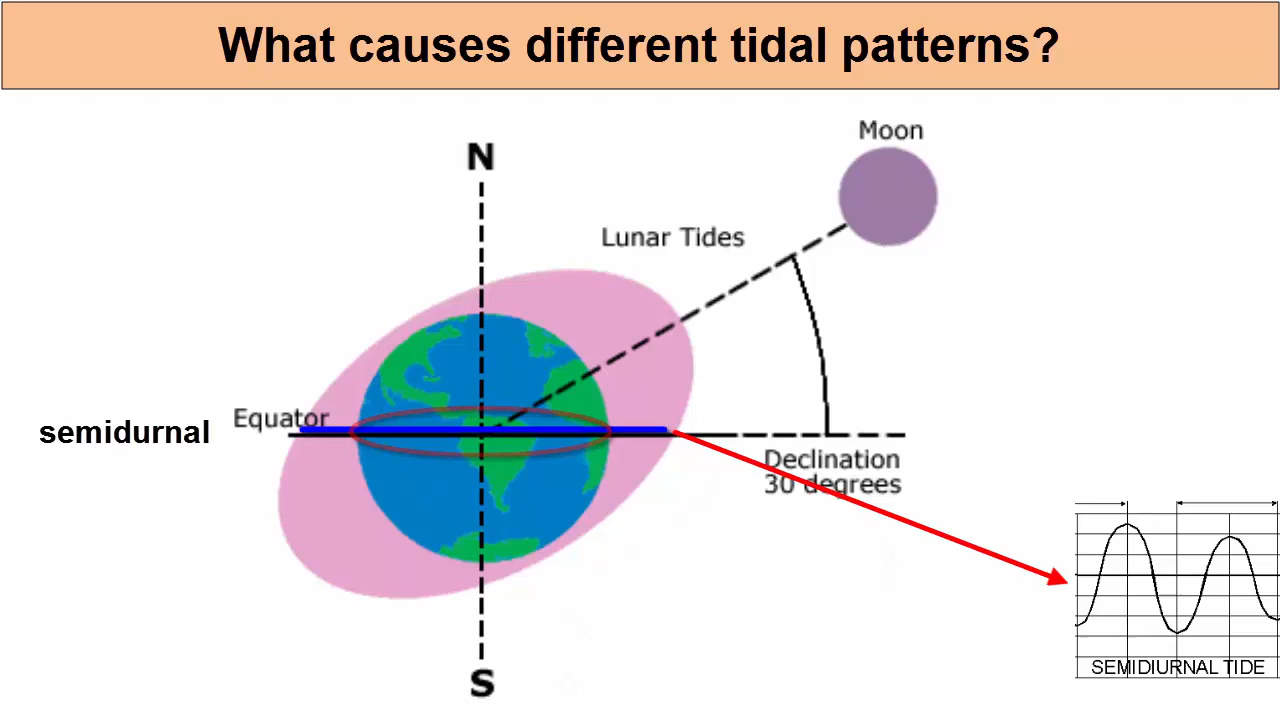 What causes different tidal patterns?
Moon
N
Lunar Tides
Equator
semidurnal
Declination
30 degrees
SEMIDIURNAL TIDE
S